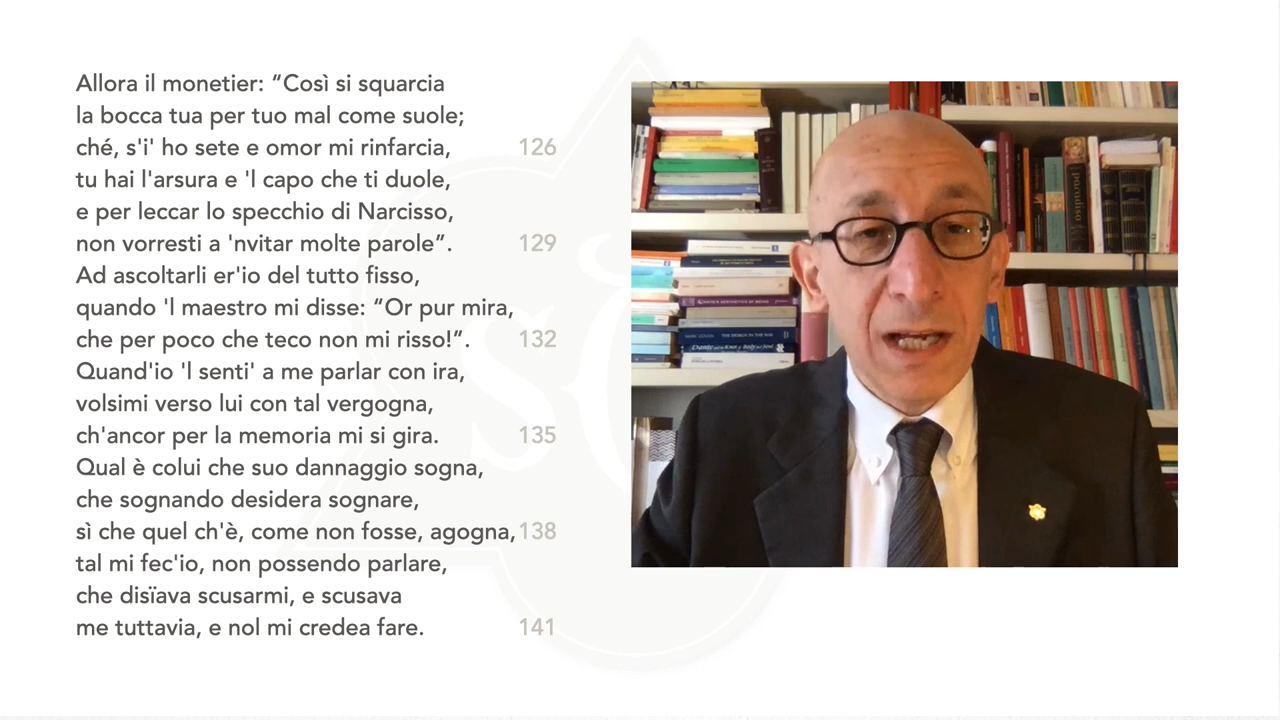 Allora il monetier: “Così si squarcia
la bocca tua per tuo mal come suole;
ché, s'i' ho sete e omor mi rinfarcia, 126
tu hai l'arsura e 'l capo che ti duole,
e per leccar lo specchio di Narcisso,
non vorresti a 'nvitar molte parole”. 129
Ad ascoltarli er'io del tutto fisso,
quando 'l maestro mi disse: “Or pur mira,
che per poco che teco non mi risso!”. 132
Quand'io 'l senti' a me parlar con ira,
volsimi verso lui con tal vergogna,
ch'ancor per la memoria mi si gira. 135
Qual è colui che suo dannaggio sogna,
che sognando desidera sognare,
sì che quel ch'è, come non fosse, agogna, 138
tal mi fec'io, non possendo parlare,
che disïava scusarmi, e scusava
me tuttavia, e nol mi credea fare. 141
paradiso